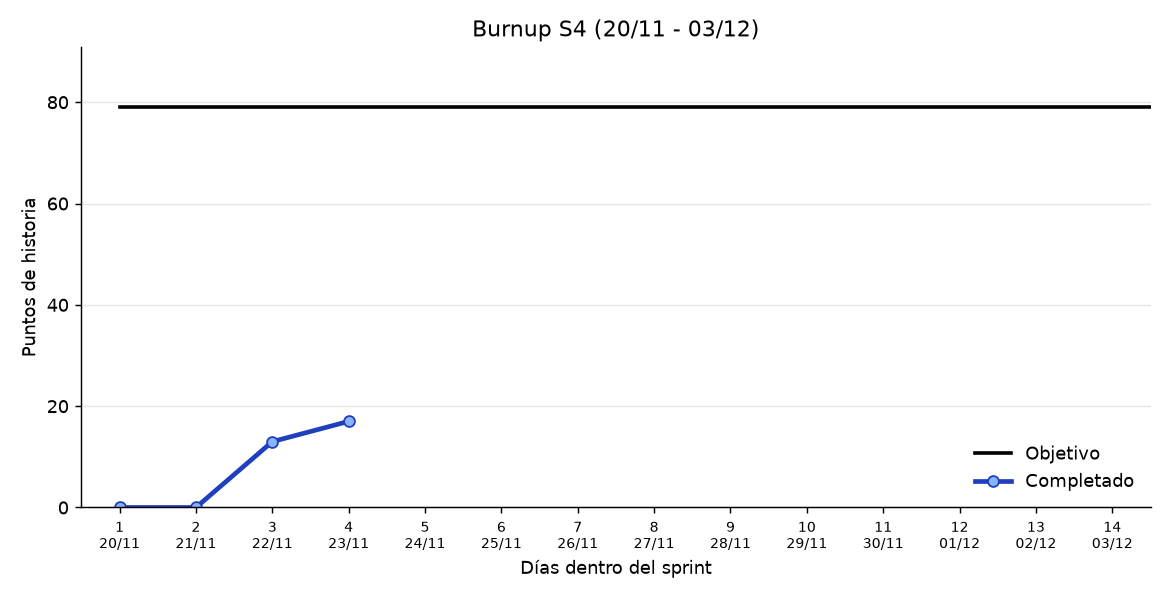 Burnup S4 (20/11 - 03/12)
Puntos de historia
80
60
40
20
0
1 2 3 4 5 6 7 8 9 10 11 12 13 14
20/11 21/11 22/11 23/11 24/11 25/11 26/11 27/11 28/11 29/11 30/11 01/12 02/12 03/12
Días dentro del sprint
Objetivo
Completado